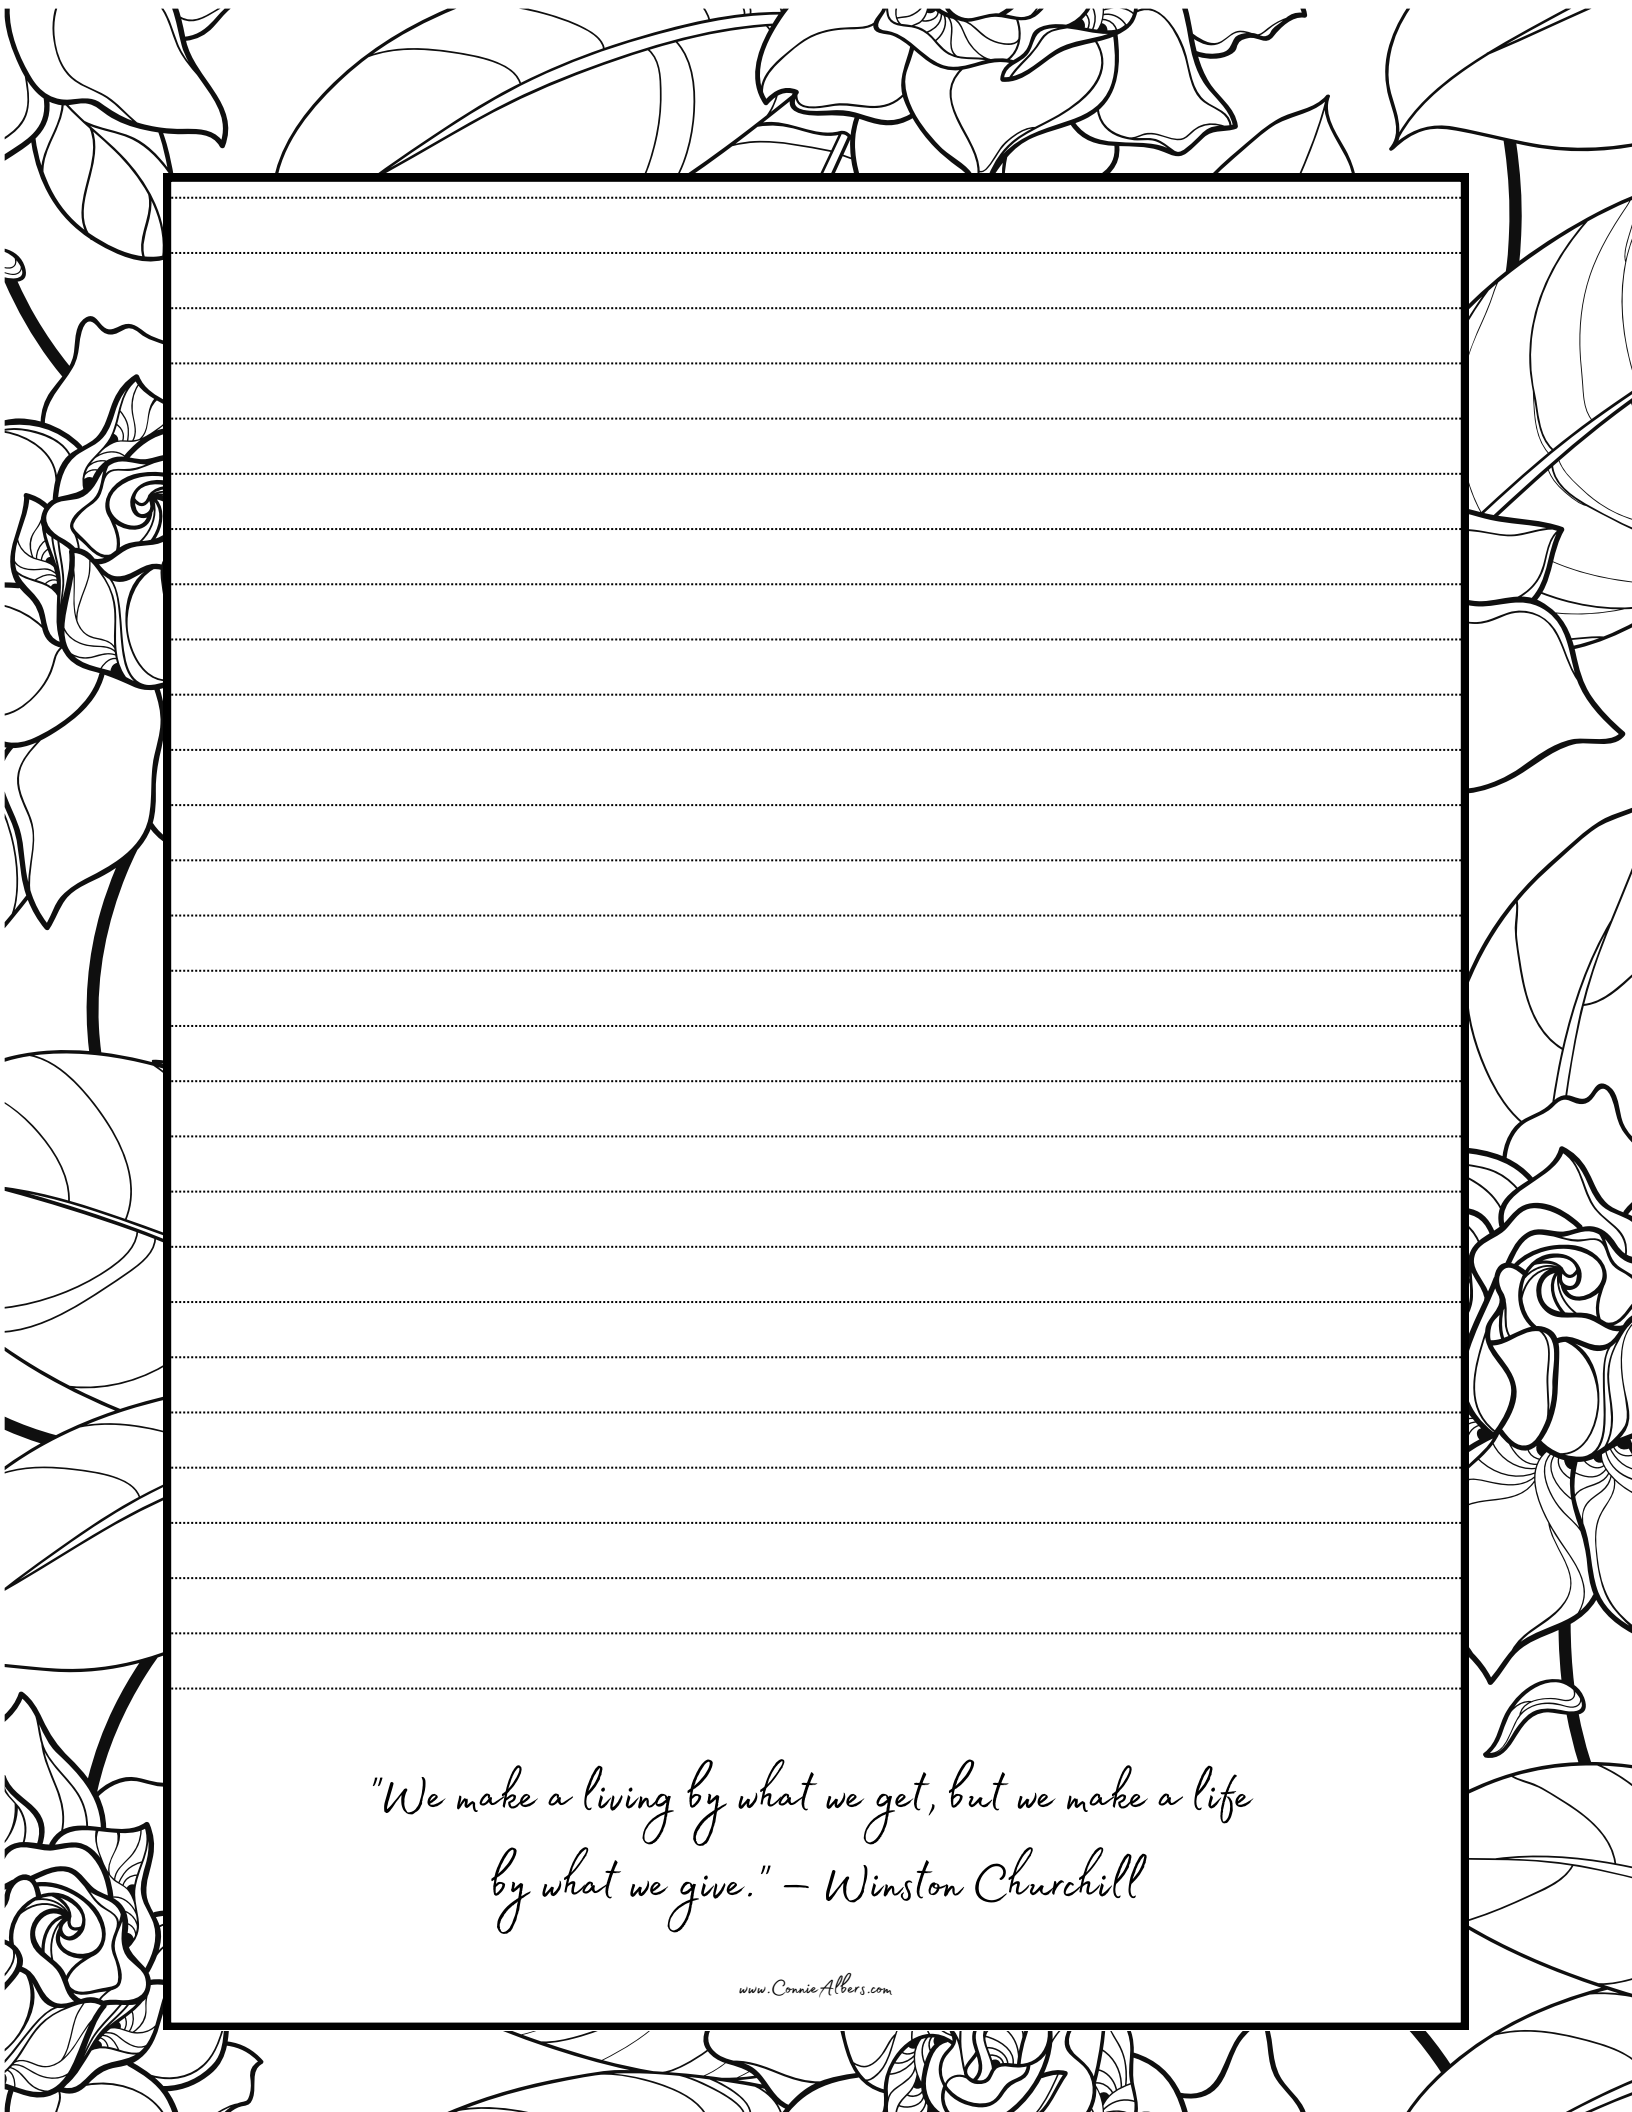 "We make a living by what we get, but we make a life
by what we give." – Winston Churchill
www.ConnieAlbers.com